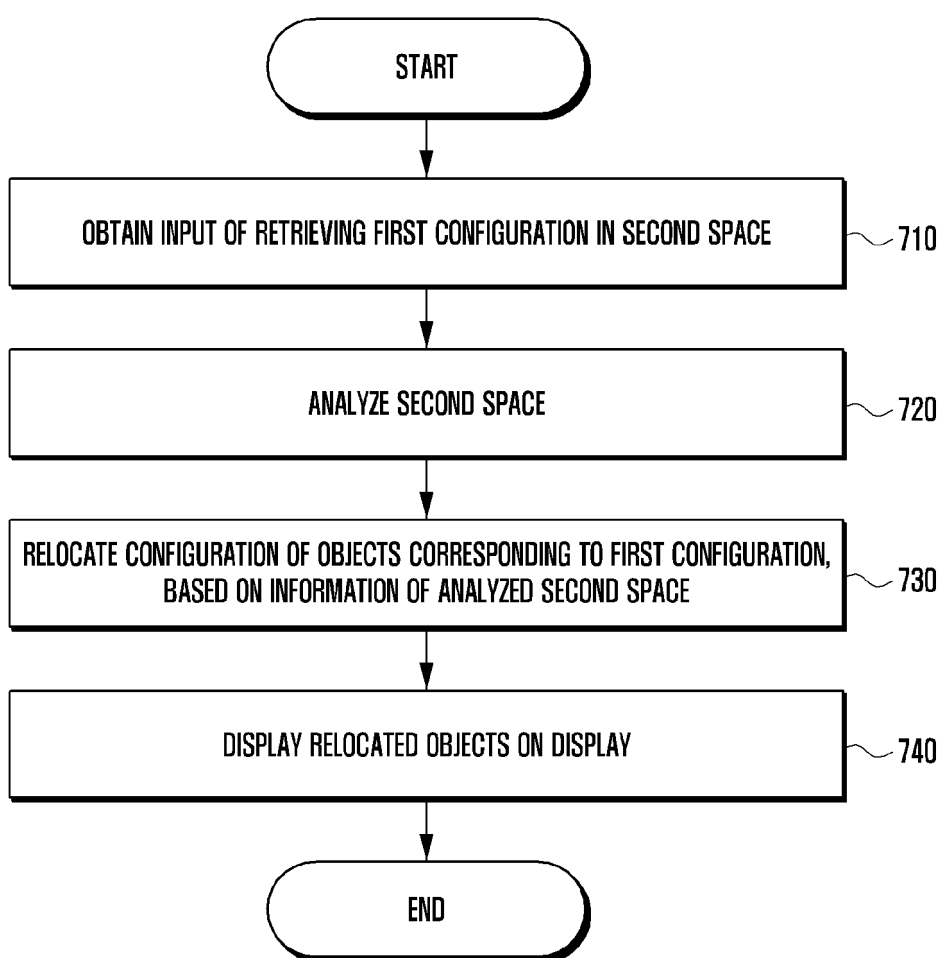 START
OBTAIN INPUT OF RETRIEVING FIRST CONFIGURATION IN SECOND SPACE
710
ANALYZE SECOND SPACE
720
RELOCATE CONFIGURATION OF OBJECTS CORRESPONDING TO FIRST CONFIGURATION,
BASED ON INFORMATION OF ANALYZED SECOND SPACE
730
DISPLAY RELOCATED OBJECTS ON DISPLAY
740
END